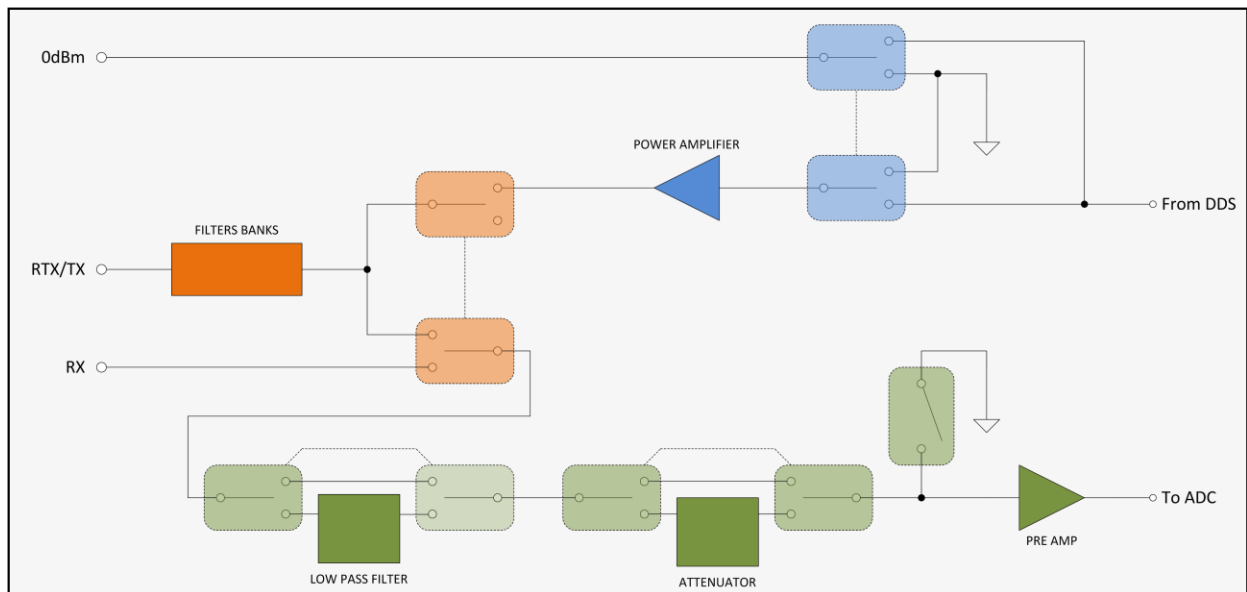 0dBm
POWER AMPLIFIER
From DDS
FILTERS BANKS
RTX/TX
RX
To ADC
PRE AMP
LOW PASS FILTER
ATTENUATOR